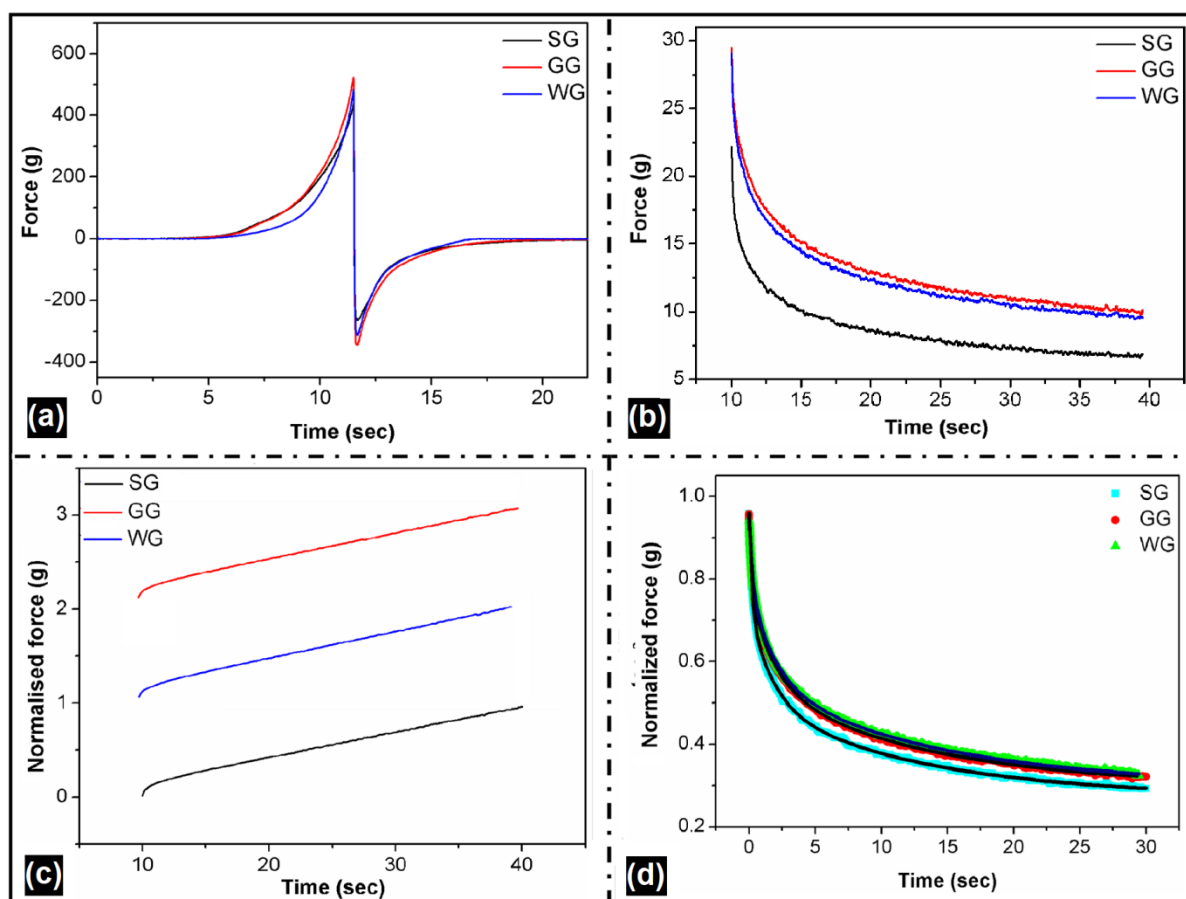 600
400
200
0
-200
-400
Force (g)
SG
GG
WG
0 5 10 15 20
Time (sec)
(a)
30
25
20
15
10
5
Force (g)
SG
GG
WG
10 15 20 25 30 35 40
Time (sec)
(b)
3
2
1
0
Normalised force (g)
SG
GG
WG
10 20 30 40
Time (sec)
(c)
1.0
0.8
0.6
0.4
0.2
Normalized force (g)
SG
GG
WG
0 5 10 15 20 25 30
Time (sec)
(d)